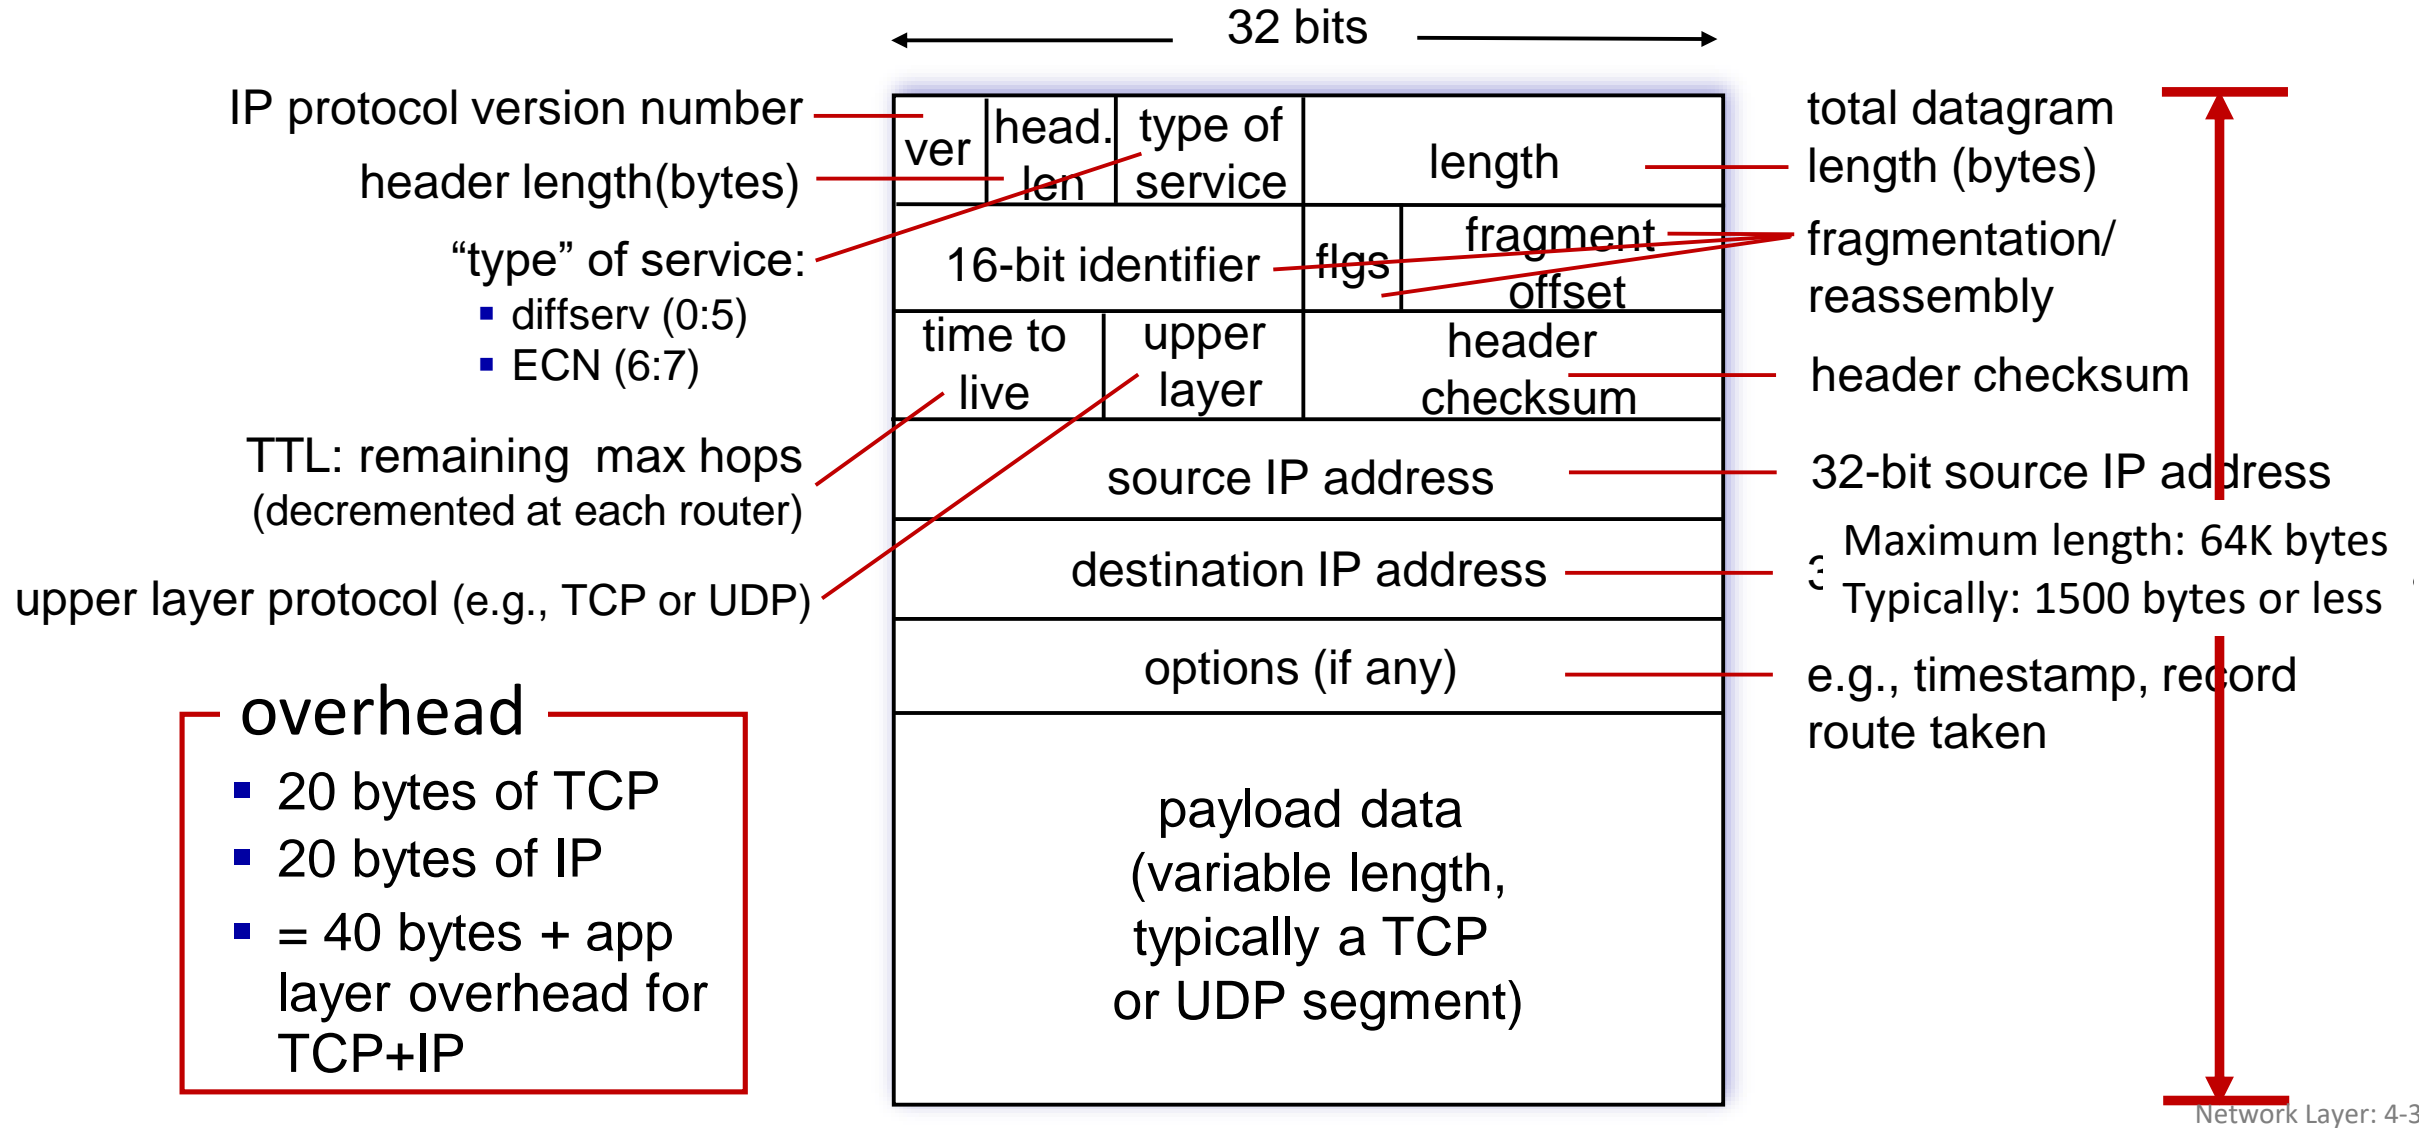 32 bits
IP protocol version number
header length(bytes)
“type” of service:
▪ diffserv (0:5)
▪ ECN (6:7)
TTL: remaining max hops
(decremented at each router)
upper layer protocol (e.g., TCP or UDP)
overhead
▪ 20 bytes of TCP
▪ 20 bytes of IP
▪ = 40 bytes + app
layer overhead for
TCP+IP
ver
head.
len
type of
service
length
16-bit identifier
flgs
fragment
offset
time to
live
upper
layer
header
checksum
source IP address
destination IP address
options (if any)
payload data
(variable length,
typically a TCP
or UDP segment)
total datagram
length (bytes)
fragmentation/
reassembly
header checksum
32-bit source IP address
Maximum length: 64K bytes
Typically: 1500 bytes or less
e.g., timestamp, record
route taken
Network Layer: 4-3